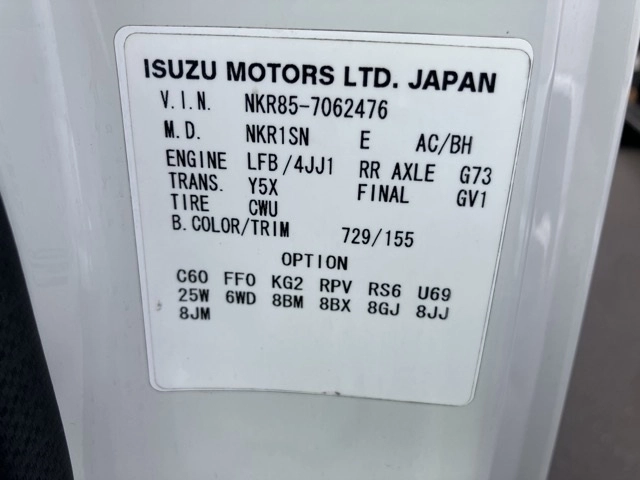 ISUZU MOTORS LTD. JAPAN
V.I.N. NKR85-7062476
M.D. NKR1SN E AC/BH
ENGINE LFB/4JJ1 RR AXLE G73
TRANS. Y5X FINAL GV1
TIRE CWU
B.COLOR/TRIM 729/155
OPTION
C60 FF0 KG2 RPV RS6 U69
25W 6WD 8BM 8BX 8GJ 8JJ
8JM